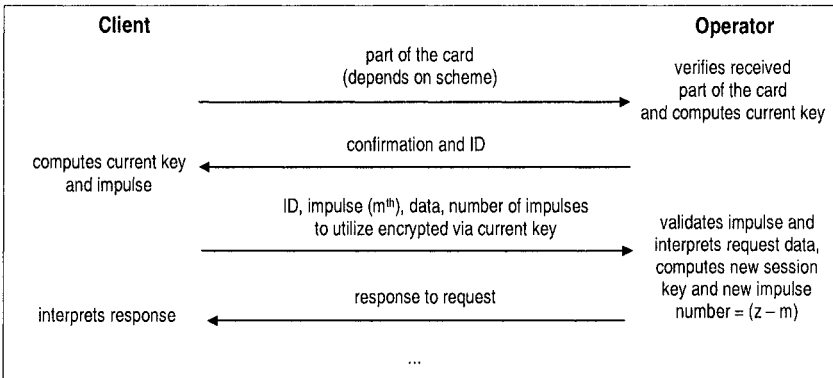 Client
Operator
part of the card
(depends on scheme)
verifies received
part of the card
and computes current key
confirmation and ID
computes current key
and impulse
ID, impulse (mth), data, number of impulses
to utilize encrypted via current key
validates impulse and
interprets request data,
computes new session
key and new impulse
number = (z – m)
response to request
interprets response
...